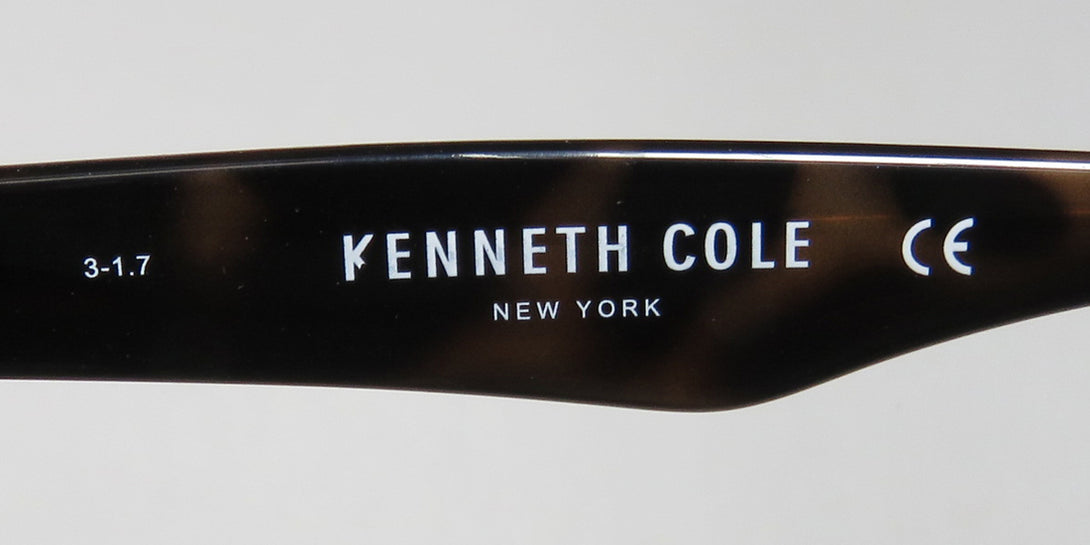 3-1.7 KENNETH COLE CE
NEW YORK